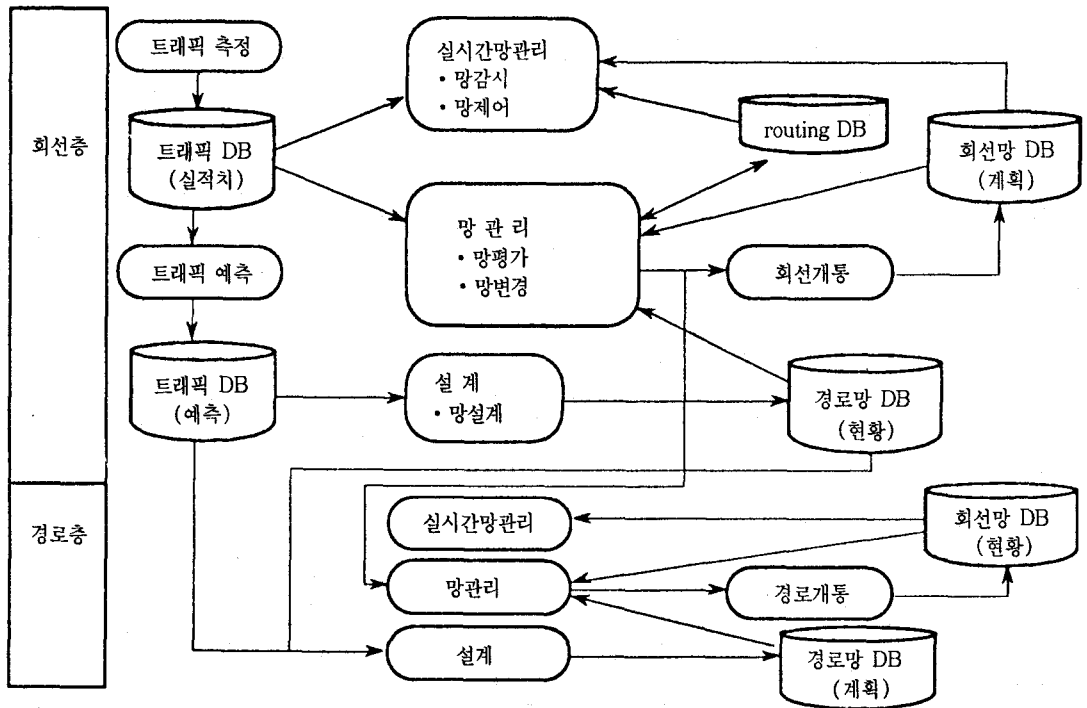 회선층
트래픽 측정
트래픽 DB
(실적치)
트래픽 예측
트래픽 DB
(예측)
실시간망관리
• 망감시
• 망제어
routing DB
회선망 DB
(계획)
망 관 리
• 망평가
• 망변경
회선개통
설 계
• 망설계
경로망 DB
(현황)
경로층
실시간망관리
회선망 DB
(현황)
망관리
경로개통
설계
경로망 DB
(계획)